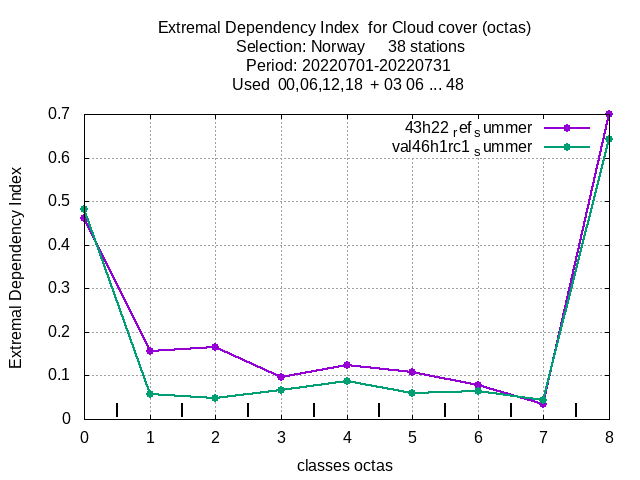 Extremal Dependency Index  for Cloud cover (octas)
Selection: Norway     38 stations
Period: 20220701-20220731
Used  00,06,12,18  + 03 06 ... 48
43h22_ref_summer
val46h1rc1_summer
0.7
0.6
0.5
0.4
0.3
0.2
0.1
0
Extremal Dependency Index
0 1 2 3 4 5 6 7 8
classes octas